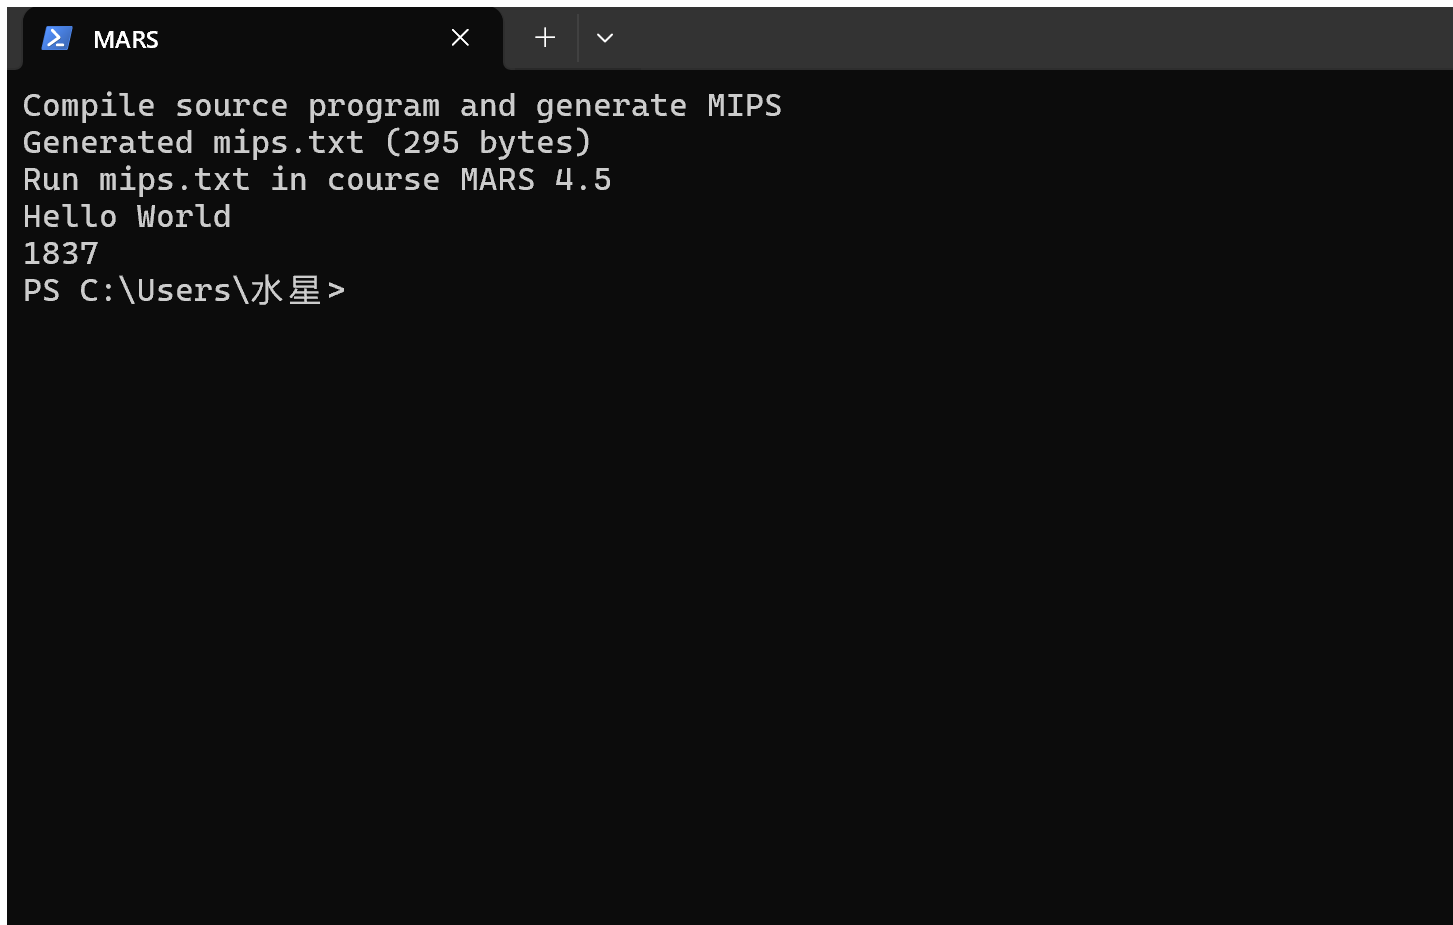 MARS
Compile source program and generate MIPS
Generated mips.txt (295 bytes)
Run mips.txt in course MARS 4.5
Hello World
1837
PS C:\Users\水星>